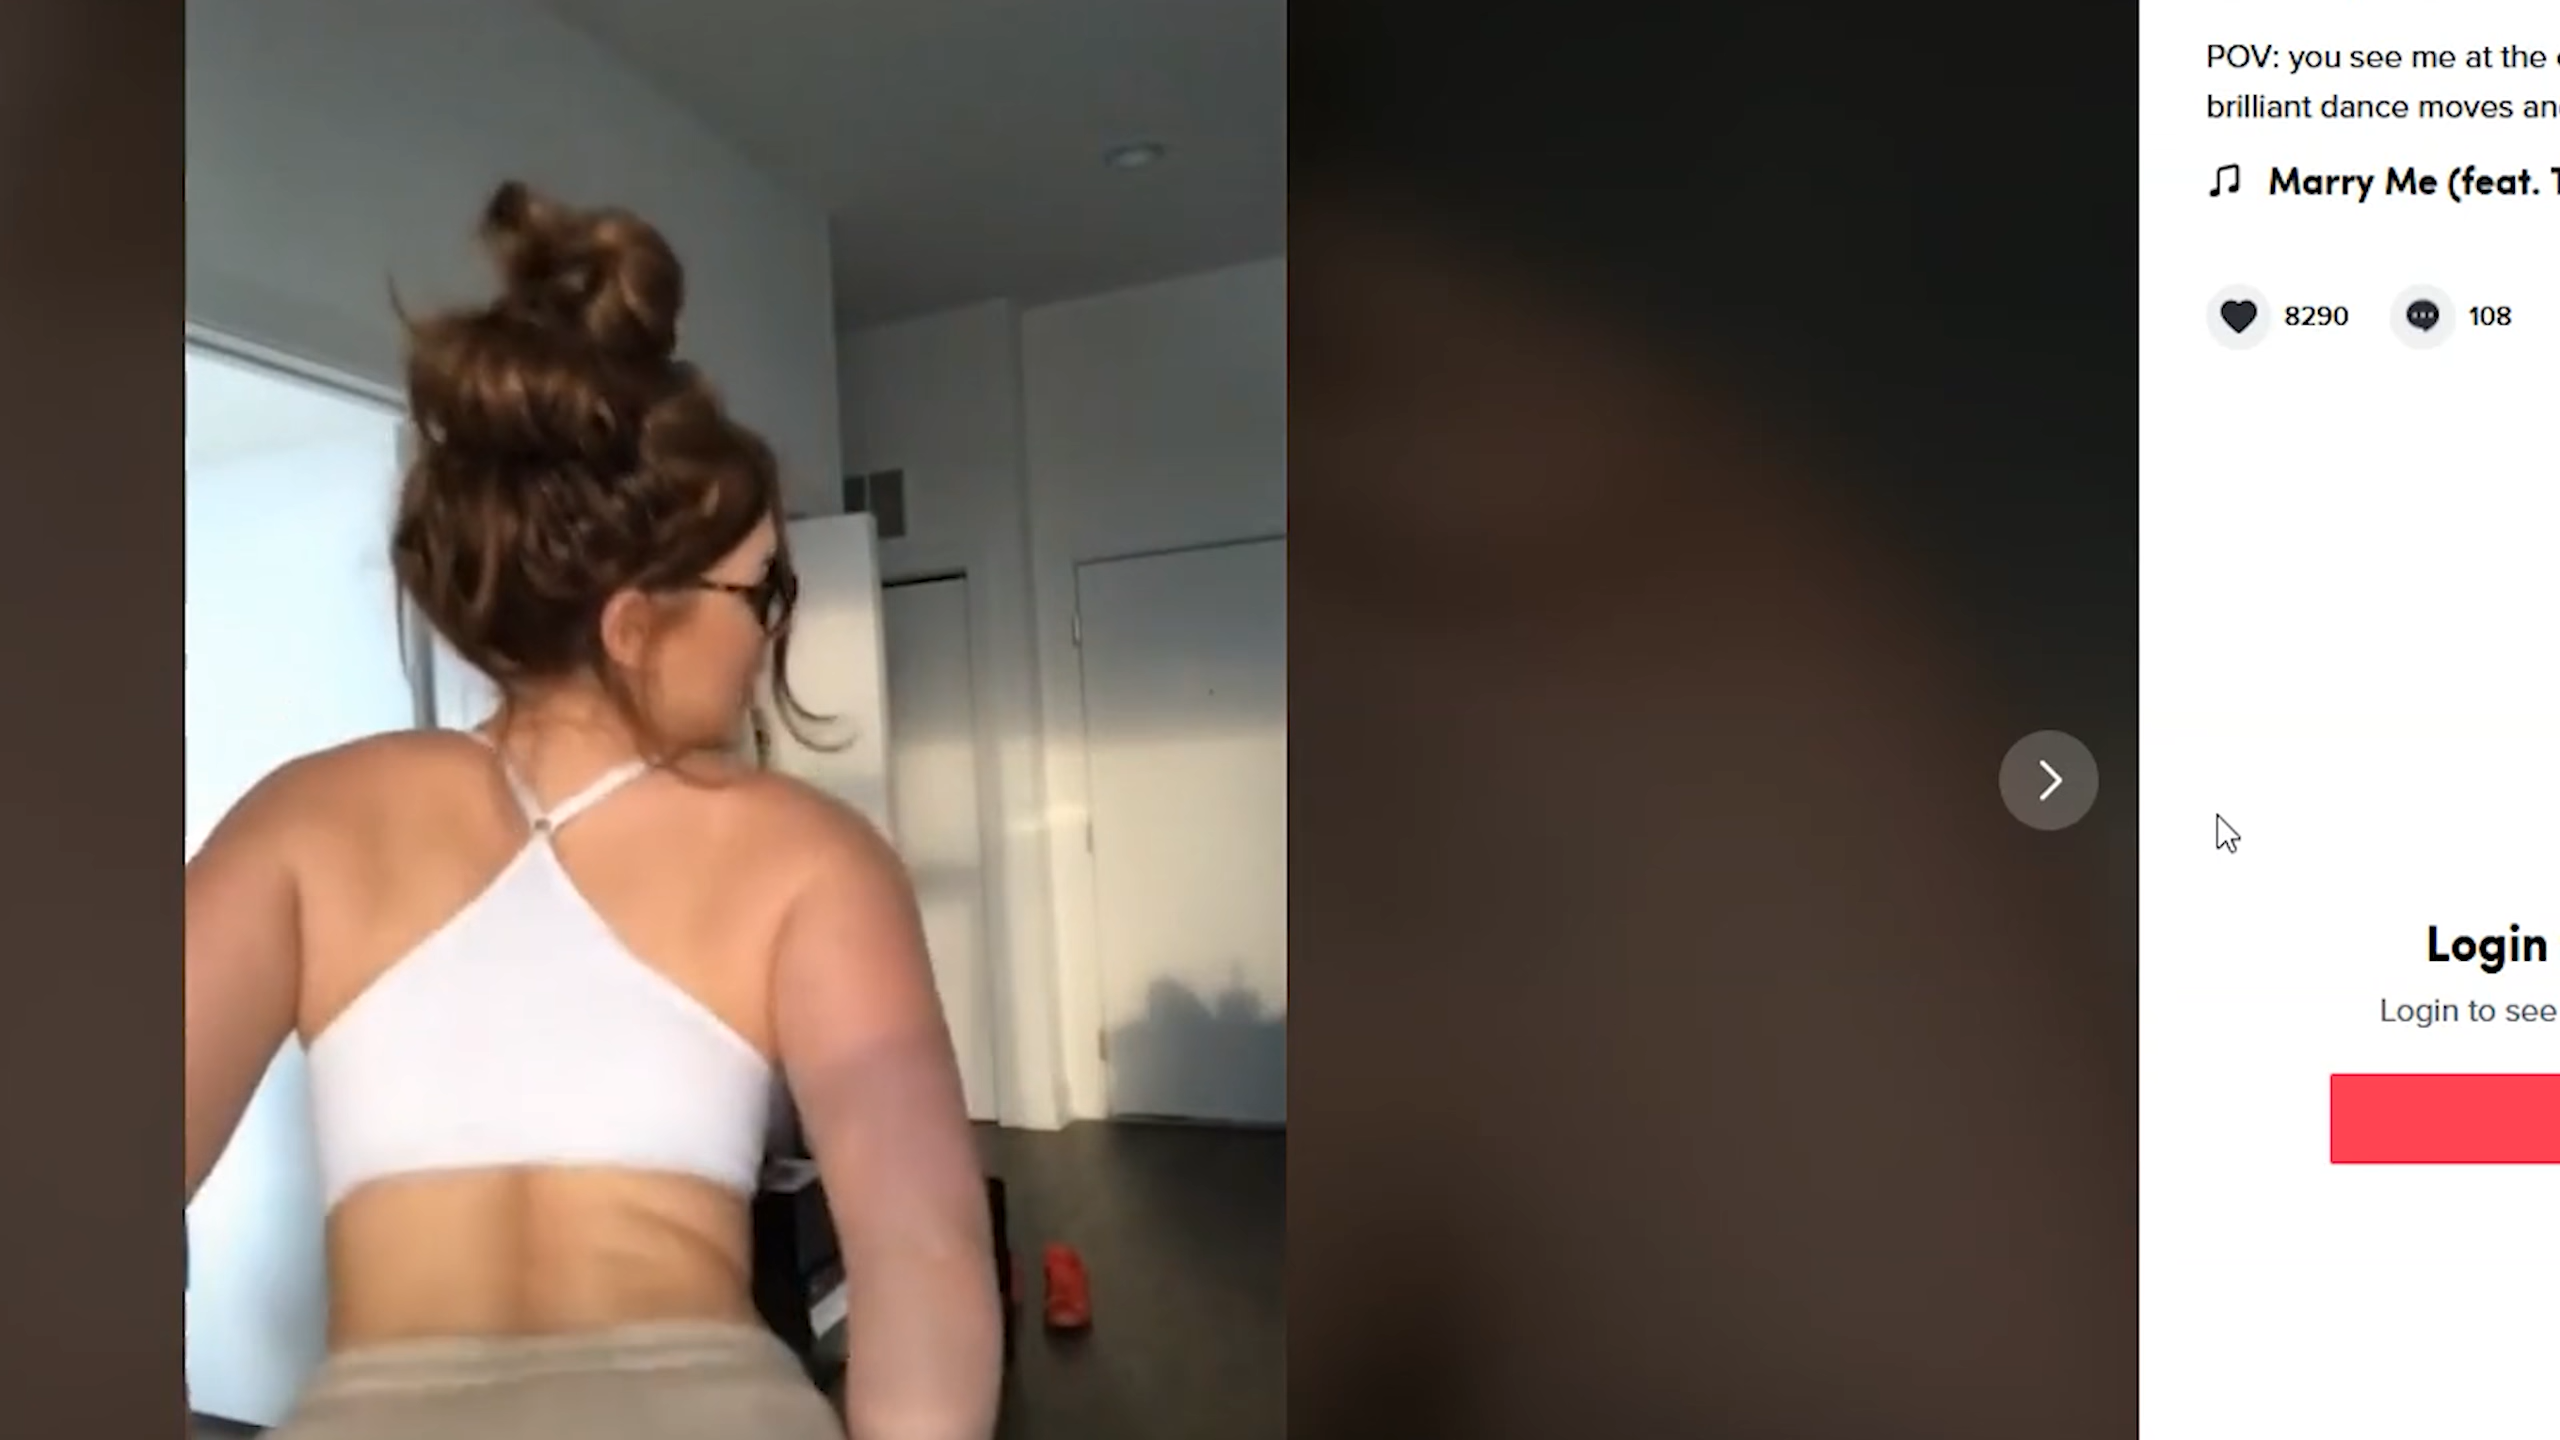 POV: you see me at the
brilliant dance moves an
Marry Me (feat. T
8290
108
Login
Login to see